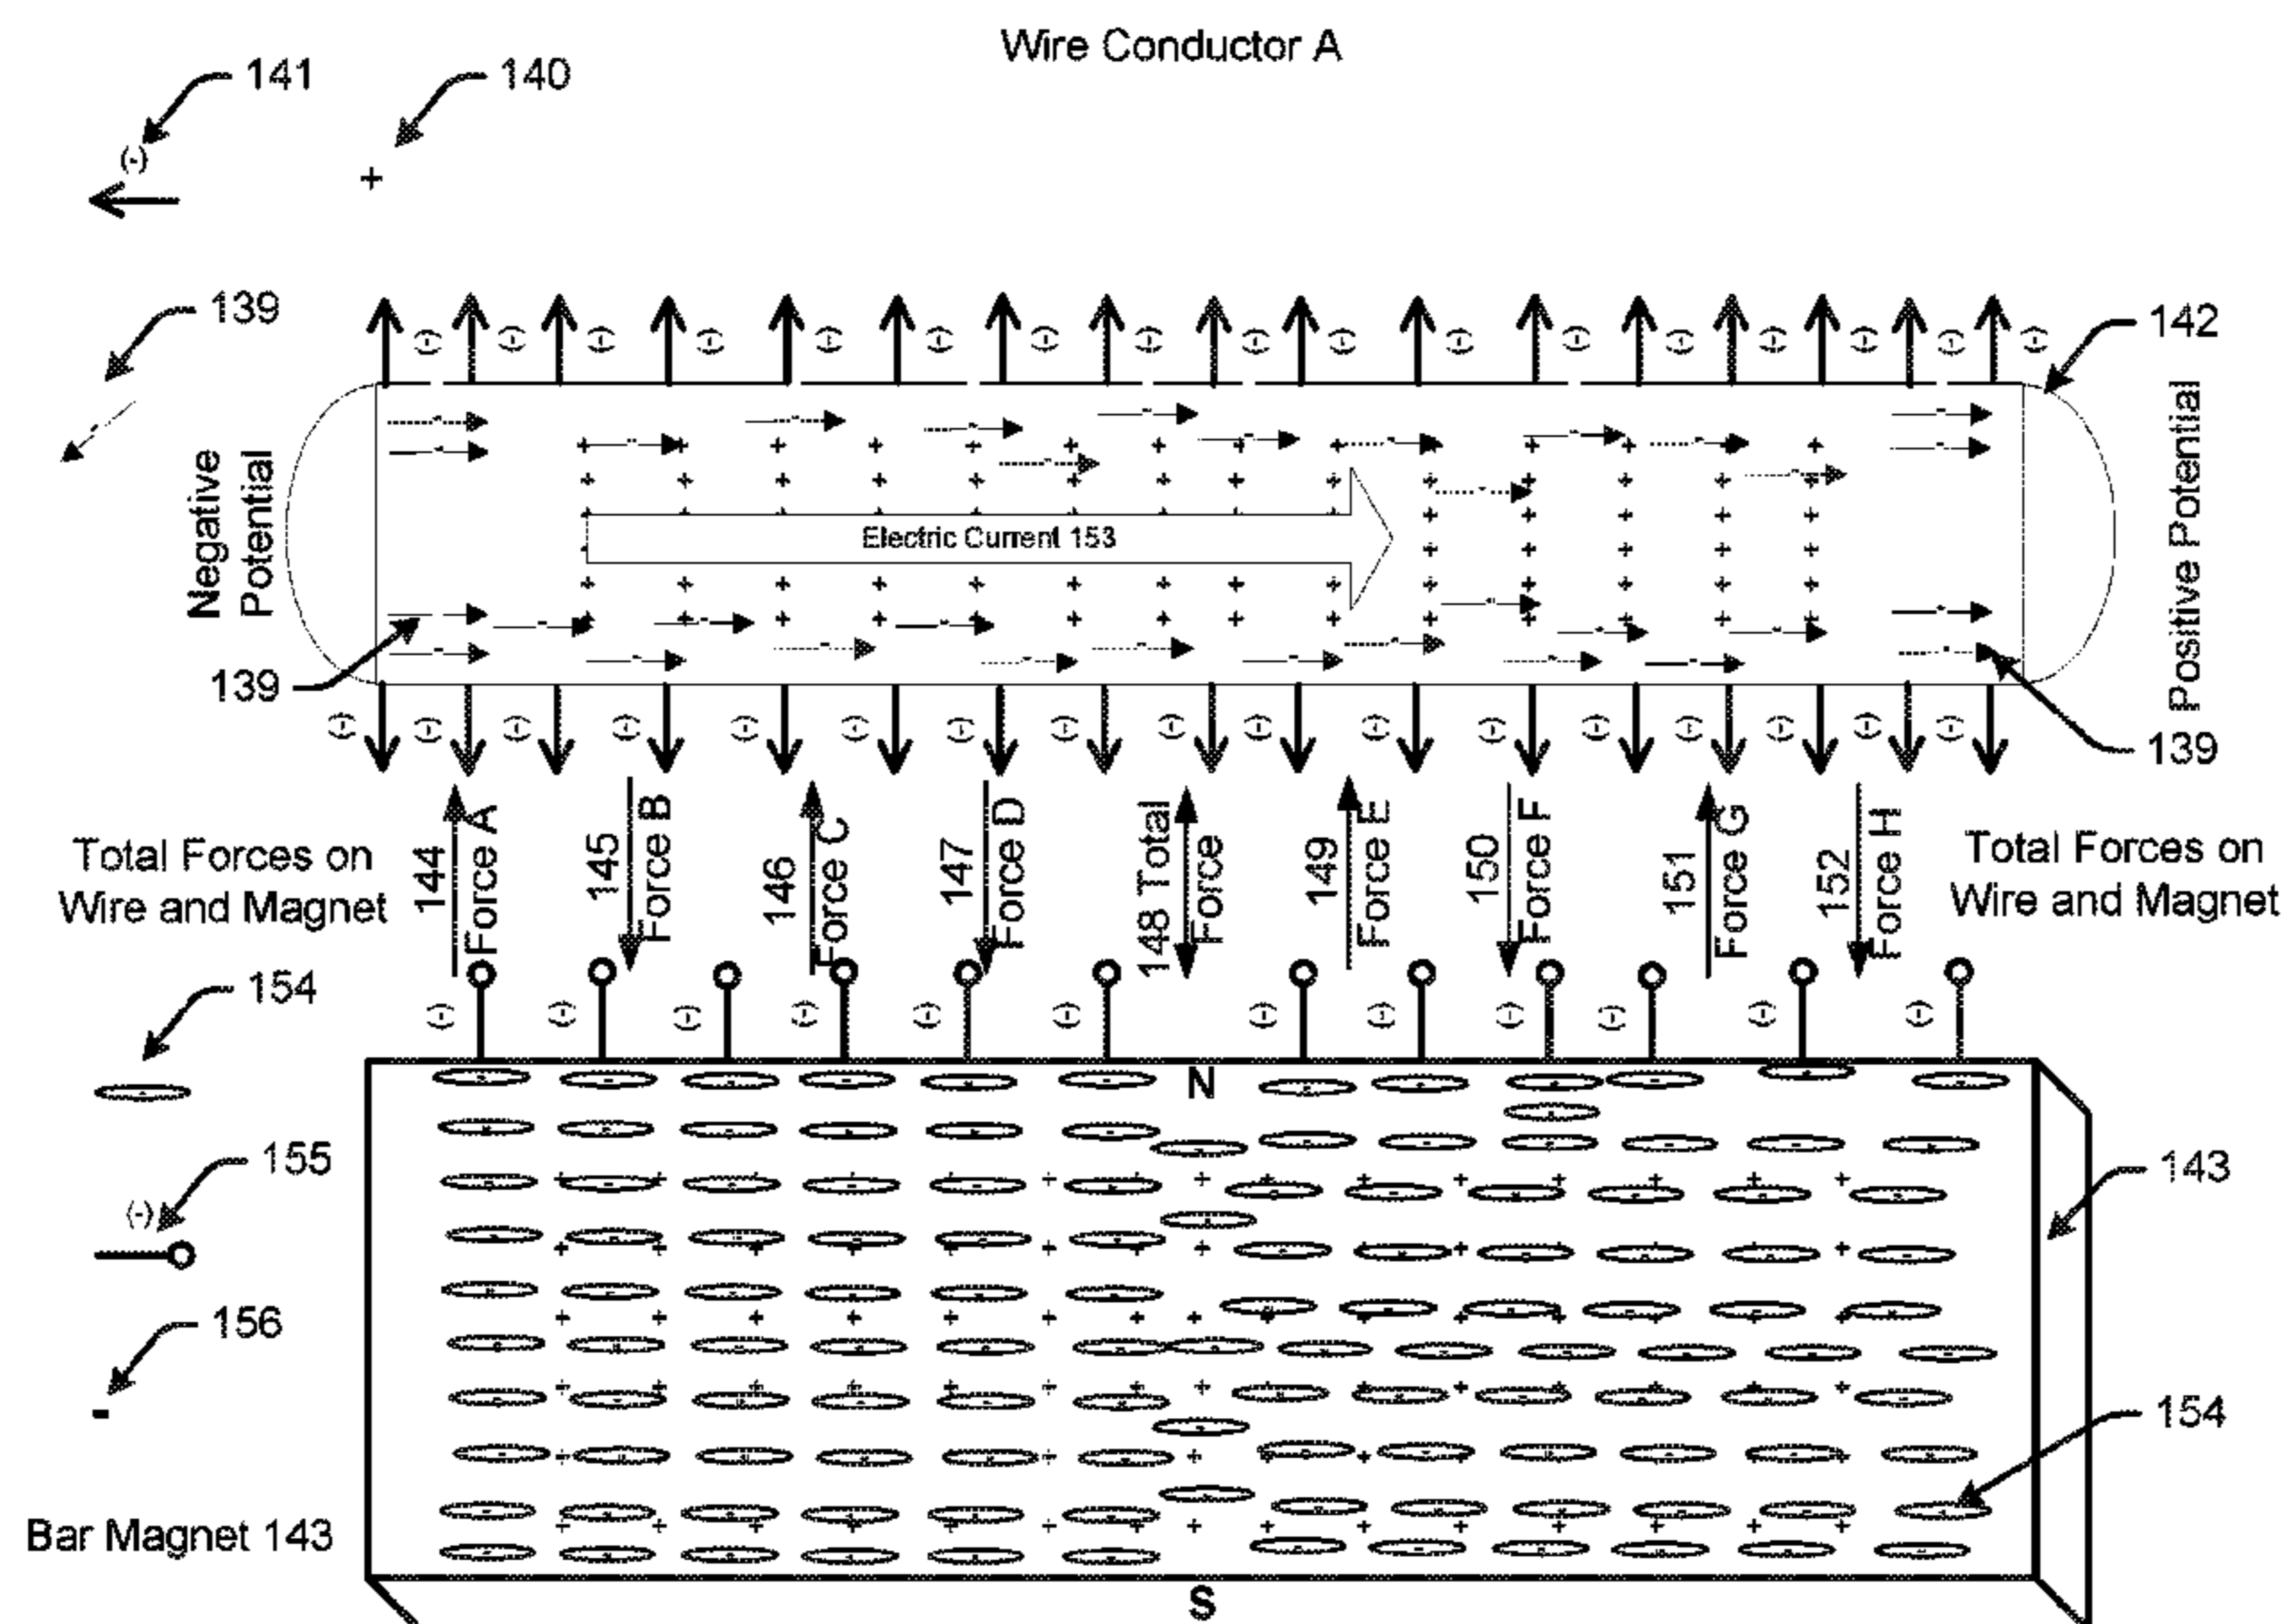 Wire Conductor A
141
140
(-)
+
139
(-) (-) (-) (-) (-) (-) (-) (-) (-) (-) (-) (-) (-) (-) (-) (-) (-)
142
Negative
Potential
Electric Current 153
Positive Potential
139
139
(-) (-) (-) (-) (-) (-) (-) (-) (-) (-) (-) (-) (-) (-) (-) (-) (-)
Total Forces on
Wire and Magnet
144
Force A
145
Force B
146
Force C
147
Force D
148 Total
Force
149
Force E
150
Force F
151
Force G
152
Force H
Total Forces on
Wire and Magnet
154
(-) (-) (-) (-) (-) (-) (-) (-) (-) (-) (-) (-)
N
155
(-)
143
156
-
154
Bar Magnet 143
S